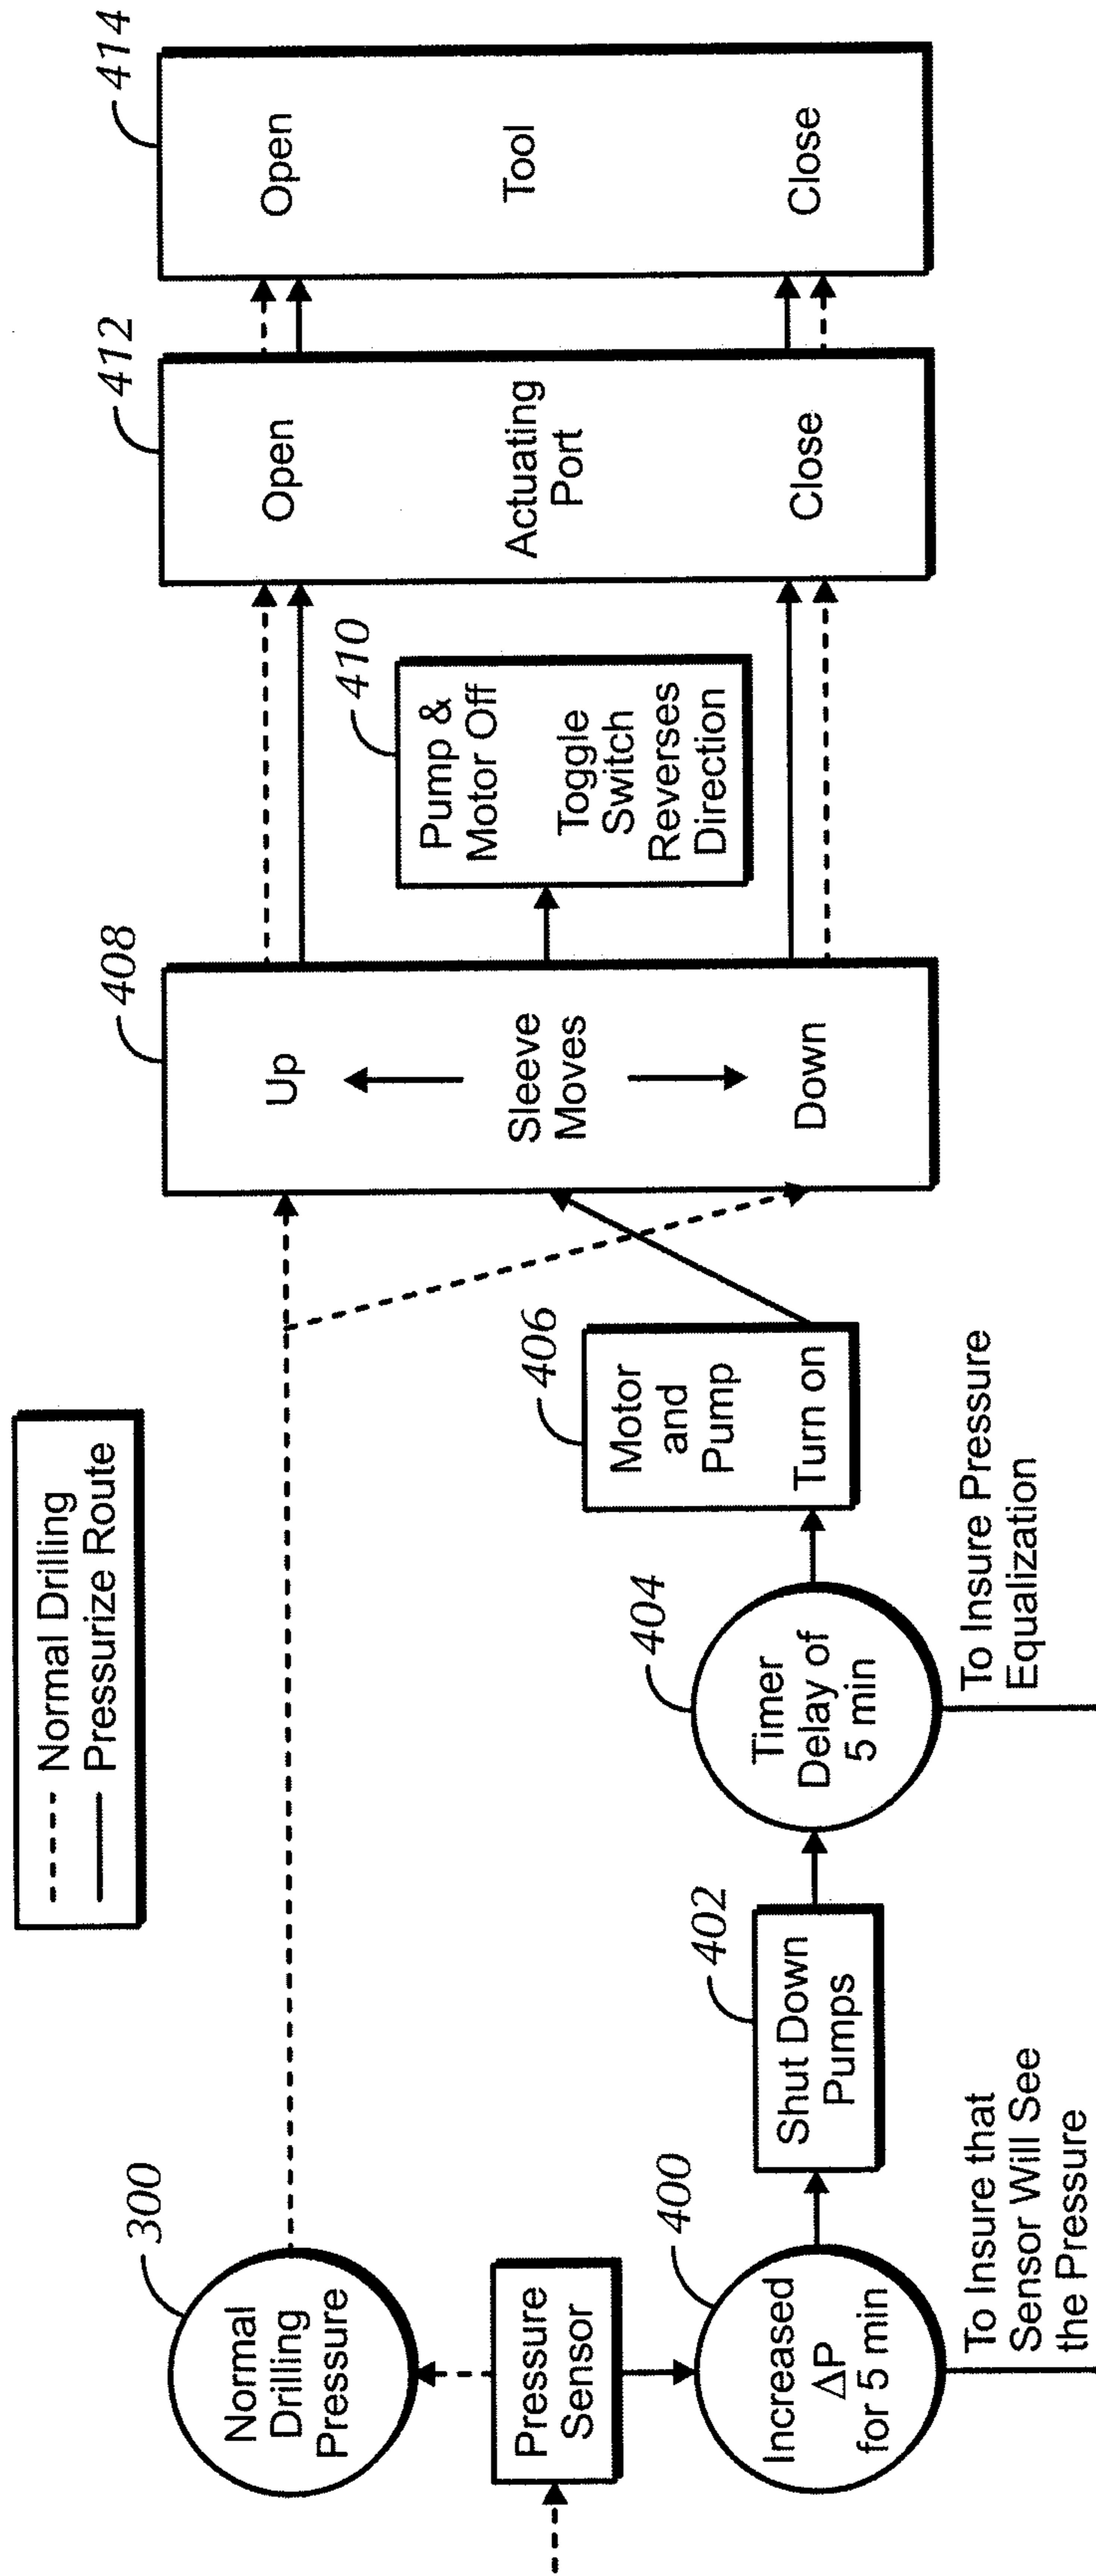 Normal Drilling
Pressurize Route
300
Normal
Drilling
Pressure
Pressure
Sensor
400
Increased
ΔP
for 5 min
To Insure that
Sensor Will See
the Pressure
402
Shut Down
Pumps
404
Timer
Delay of
5 min
To Insure Pressure
Equalization
406
Motor
and
Pump
Turn on
408
Up
Sleeve
Moves
Down
410
Pump &
Motor Off
Toggle
Switch
Reverses
Direction
412
Open
Actuating
Port
Close
414
Open
Tool
Close